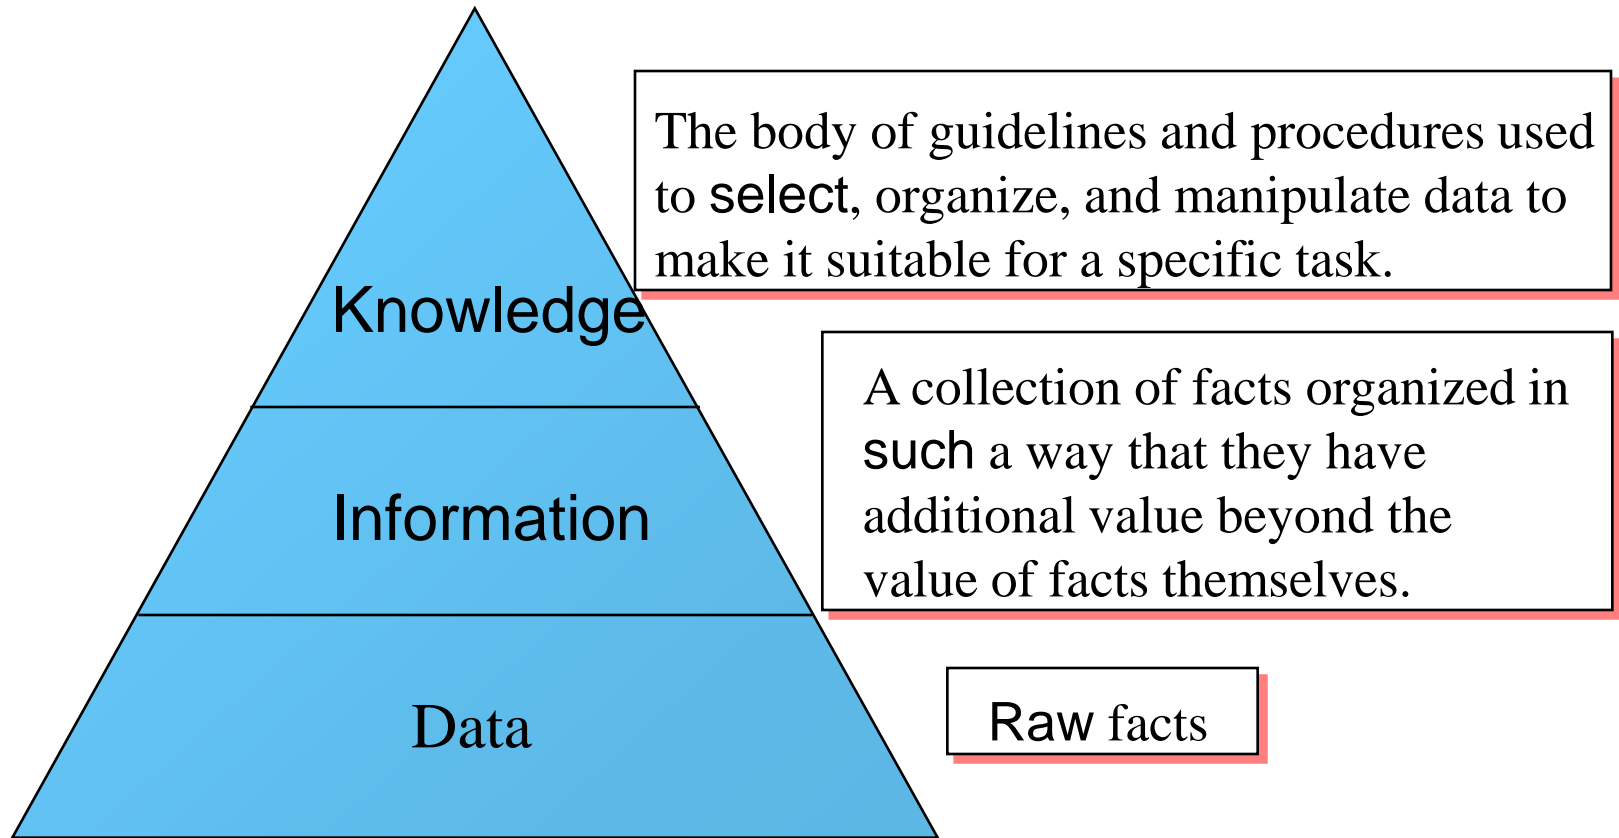 The body of guidelines and procedures used
to select, organize, and manipulate data to
make it suitable for a specific task.
Knowledge
A collection of facts organized in
such a way that they have
additional value beyond the
value of facts themselves.
Information
Raw facts
Data